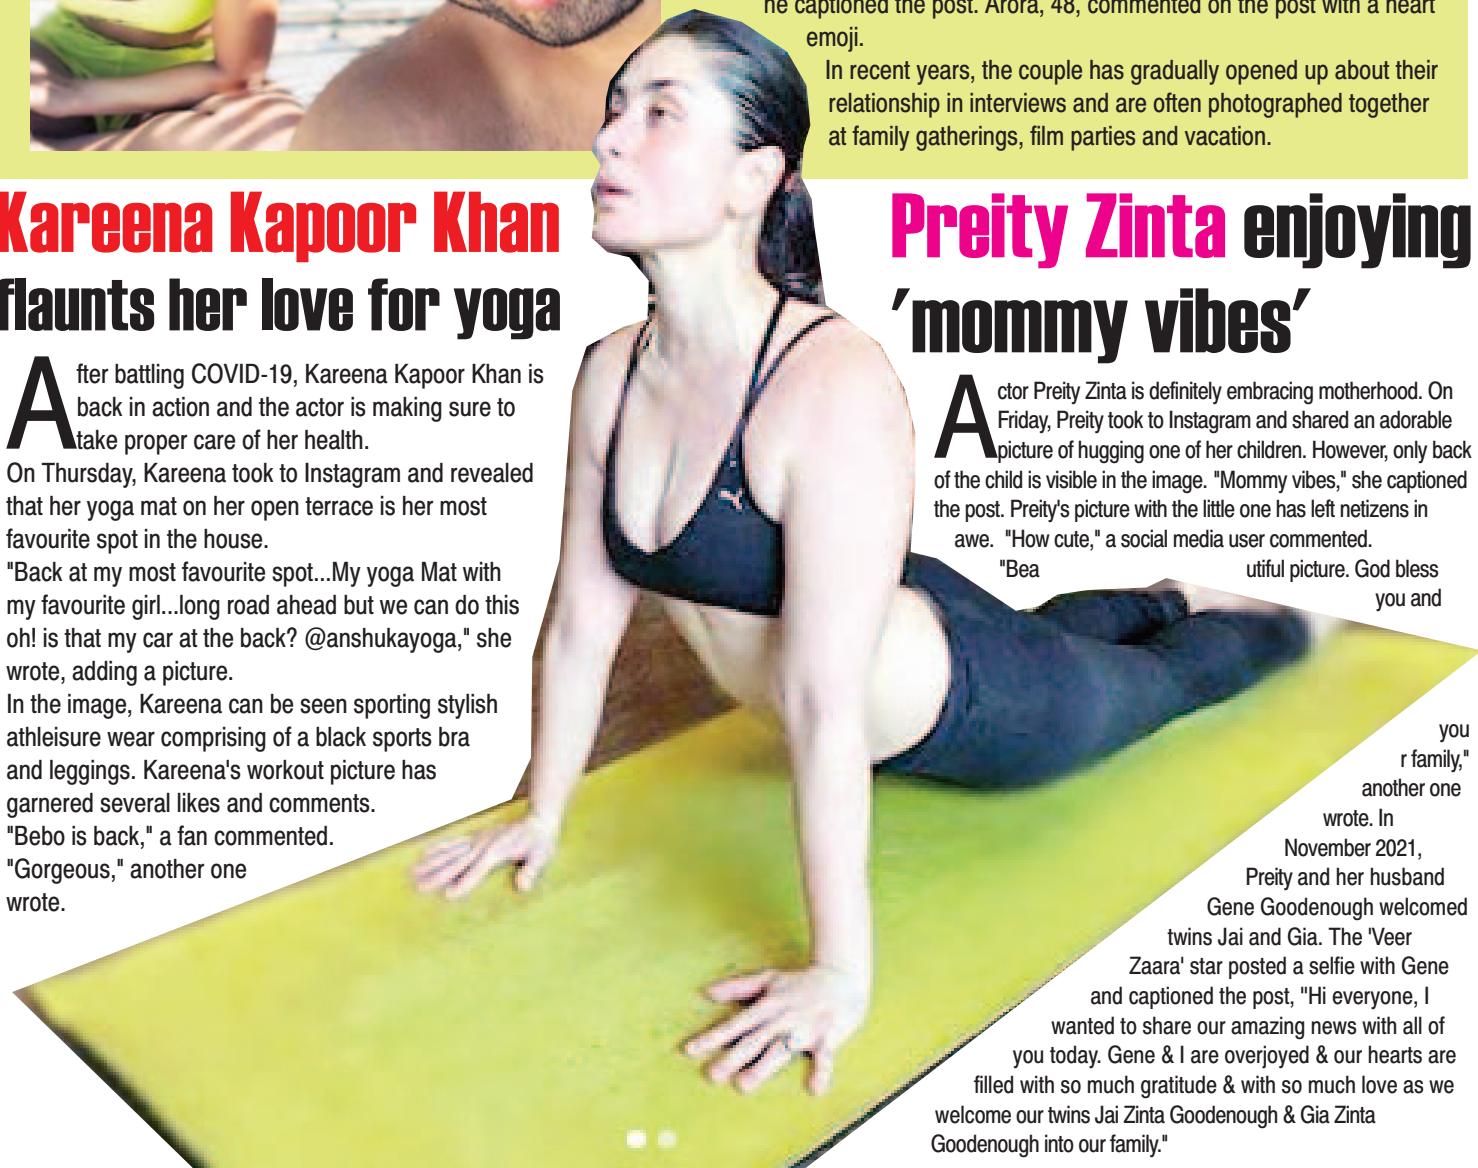 he captioned the post. Arora, 48, commented on the post with a heart
emoji.
In recent years, the couple has gradually opened up about their
relationship in interviews and are often photographed together
at family gatherings, film parties and vacation.
Kareena Kapoor Khan
flaunts her love for yoga
After battling COVID-19, Kareena Kapoor Khan is
back in action and the actor is making sure to
take proper care of her health.
On Thursday, Kareena took to Instagram and revealed
that her yoga mat on her open terrace is her most
favourite spot in the house.
"Back at my most favourite spot...My yoga Mat with
my favourite girl...long road ahead but we can do this
oh! is that my car at the back? @anshukayoga," she
wrote, adding a picture.
In the image, Kareena can be seen sporting stylish
athleisure wear comprising of a black sports bra
and leggings. Kareena's workout picture has
garnered several likes and comments.
"Bebo is back," a fan commented.
"Gorgeous," another one
wrote.
Preity Zinta enjoying
'mommy vibes'
Actor Preity Zinta is definitely embracing motherhood. On
Friday, Preity took to Instagram and shared an adorable
picture of hugging one of her children. However, only back
of the child is visible in the image. "Mommy vibes," she captioned
the post. Preity's picture with the little one has left netizens in
awe. "How cute," a social media user commented.
"Bea utiful picture. God bless
you and
you
r family,"
another one
wrote. In
November 2021,
Preity and her husband
Gene Goodenough welcomed
twins Jai and Gia. The 'Veer
Zaara' star posted a selfie with Gene
and captioned the post, "Hi everyone, I
wanted to share our amazing news with all of
you today. Gene & I are overjoyed & our hearts are
filled with so much gratitude & with so much love as we
welcome our twins Jai Zinta Goodenough & Gia Zinta
Goodenough into our family."